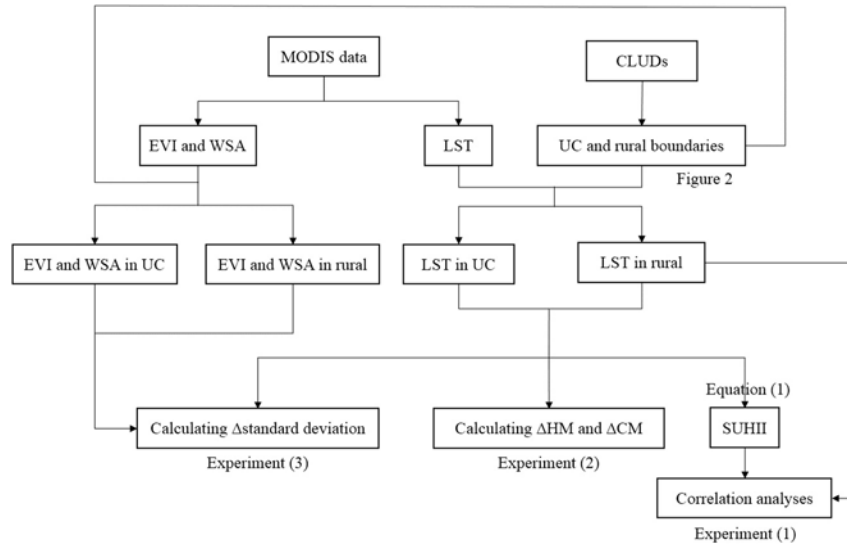 MODIS data
CLUDs
EVI and WSA
LST
UC and rural boundaries
Figure 2
EVI and WSA in UC
EVI and WSA in rural
LST in UC
LST in rural
Equation (1)
Calculating Δstandard deviation
Calculating ΔHM and ΔCM
SUHII
Experiment (3)
Experiment (2)
Correlation analyses
Experiment (1)